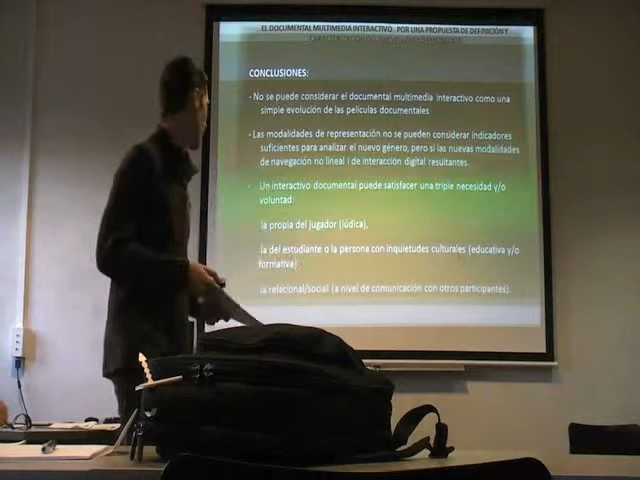 EL DOCUMENTAL MULTIMEDIA INTERACTIVO . POR UNA PROPUESTA DE DEFINICIÓN Y
CARACTERIZACIÓN DEL
CONCLUSIONES:
- No se puede considerar el documental multimedia interactivo como una
simple evolución de las películas documentales
- Las modalidades de representación no se pueden considerar indicadores
suficientes para analizar el nuevo género, pero si las nuevas modalidades
de navegación no lineal i de interacción digital resultantes.
- Un interactivo documental puede satisfacer una triple necesidad y/o
voluntad:
la propia del jugador (lúdica),
la del estudiante o la persona con inquietudes culturales (educativa y/o
formativa)
la relacional/social (a nivel de comunicación con otros participantes).